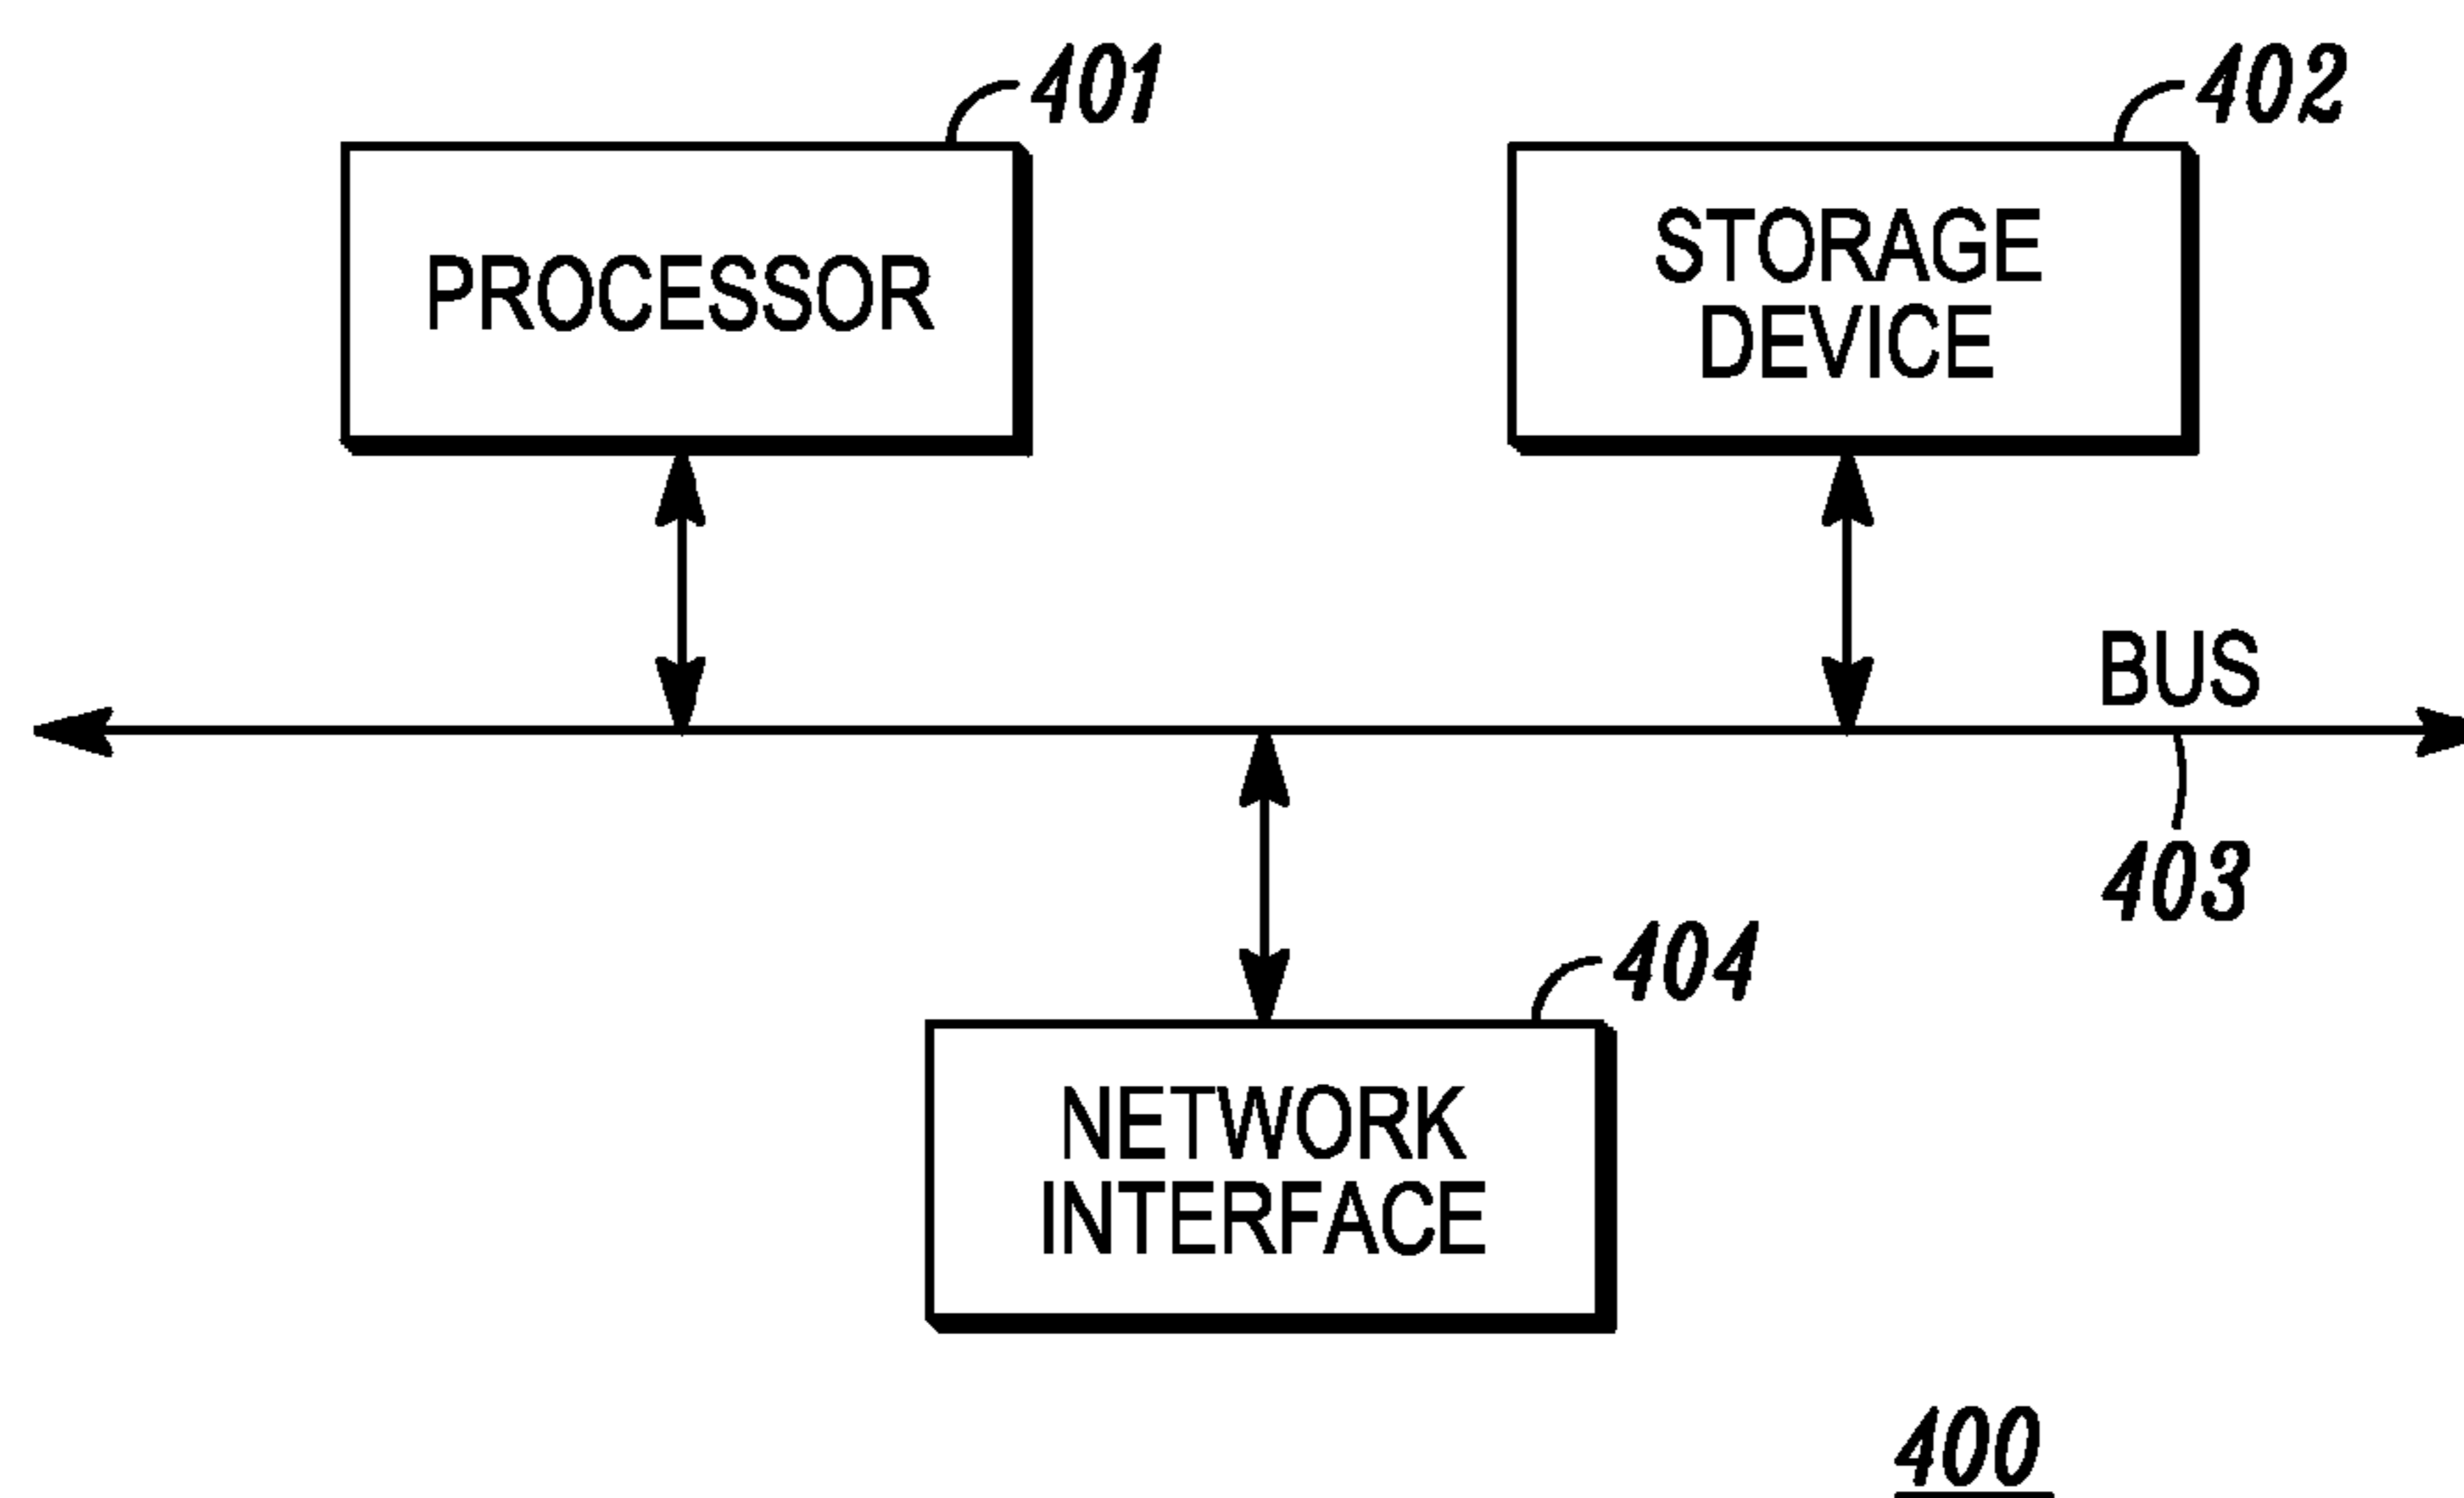 401
402
PROCESSOR
STORAGE
DEVICE
BUS
403
404
NETWORK
INTERFACE
400